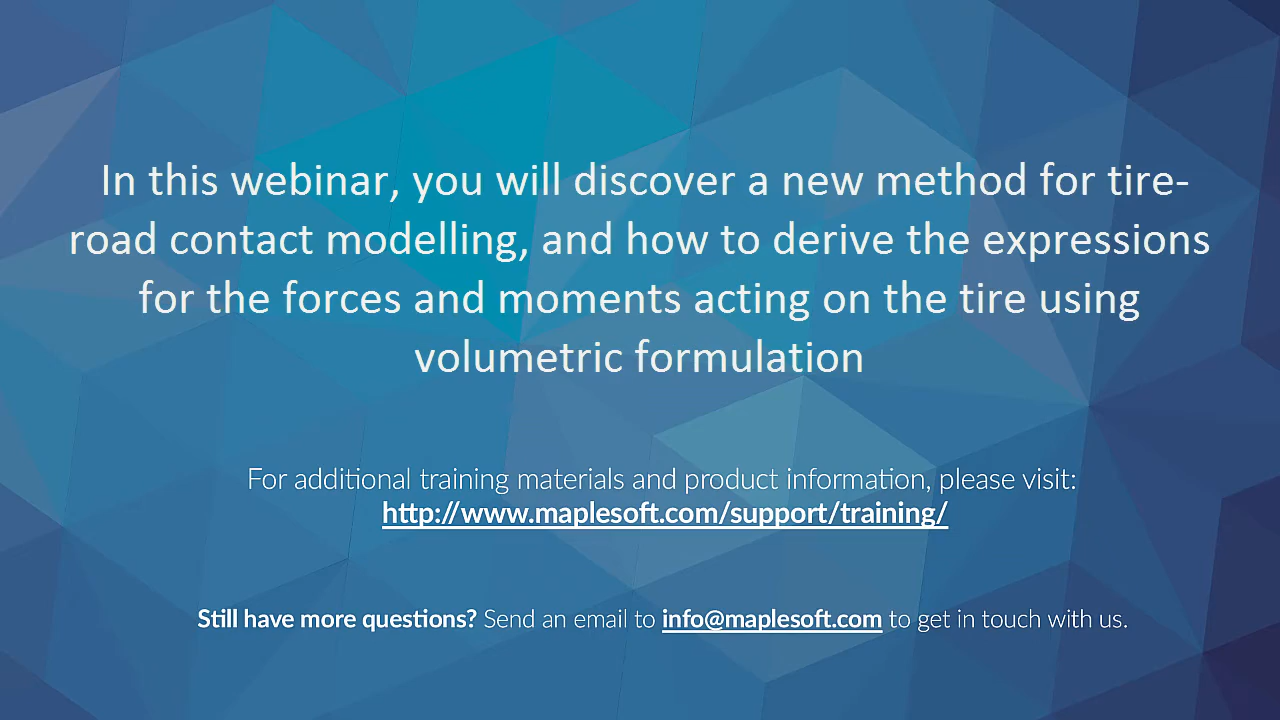 In this webinar, you will discover a new method for tire-
road contact modelling, and how to derive the expressions
for the forces and moments acting on the tire using
volumetric formulation
For additional training materials and product information, please visit:
http://www.maplesoft.com/support/training/
Still have more questions? Send an email to info@maplesoft.com to get in touch with us.